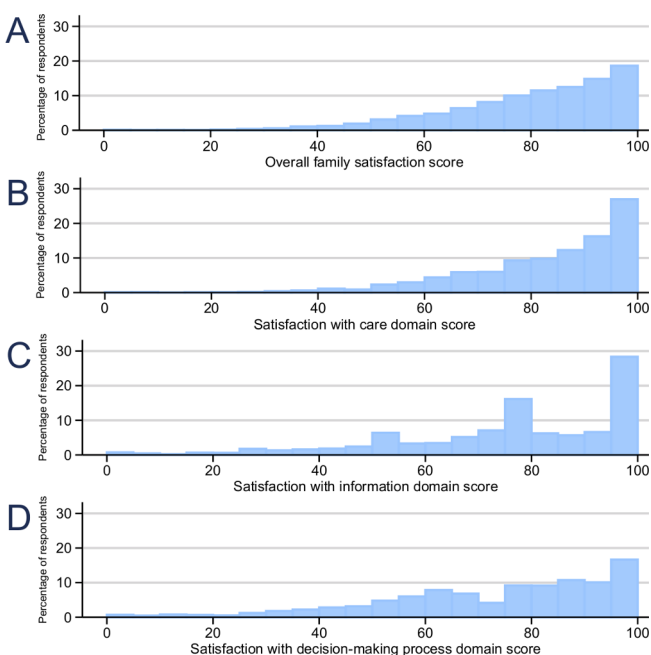 A
Percentage of respondents
30
20
10
0
0 20 40 60 80 100
Overall family satisfaction score
B
Percentage of respondents
30
20
10
0
0 20 40 60 80 100
Satisfaction with care domain score
C
Percentage of respondents
30
20
10
0
0 20 40 60 80 100
Satisfaction with information domain score
D
Percentage of respondents
30
20
10
0
0 20 40 60 80 100
Satisfaction with decision-making process domain score